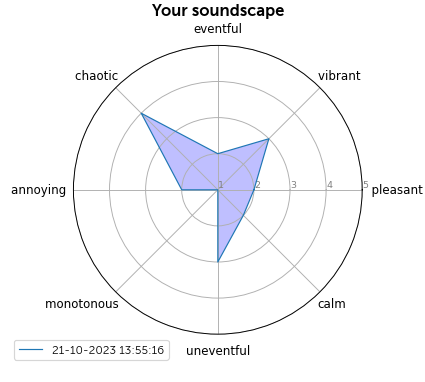 Your soundscape
eventful
chaotic
vibrant
annoying
1 2 3 4 5
pleasant
monotonous
calm
21-10-2023 13:55:16
uneventful